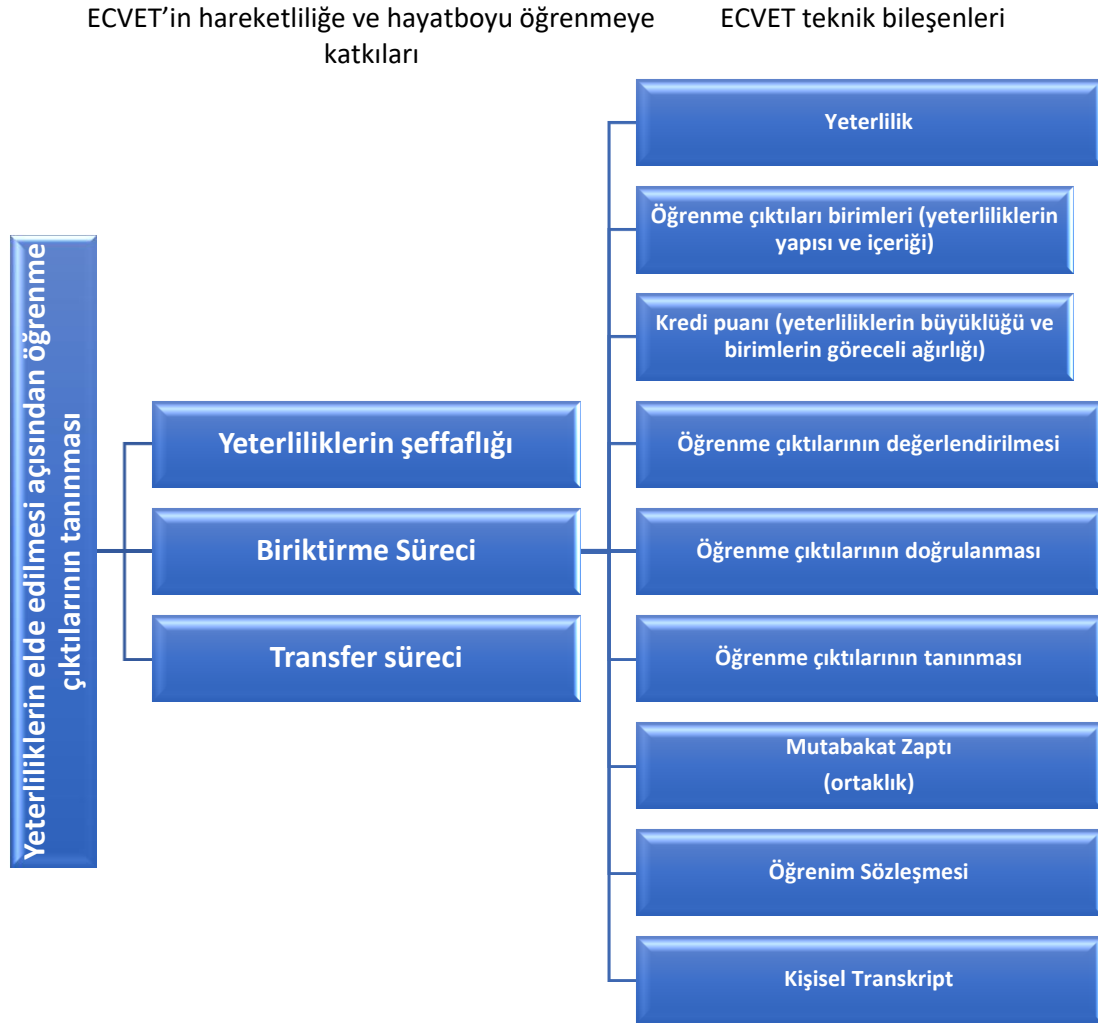 ECVET’in hareketliliğe ve hayatboyu öğrenmeye
katkıları
ECVET teknik bileşenleri
Yeterliliklerin elde edilmesi açısından öğrenme
çıktılarının tanınması
Yeterliliklerin şeffaflığı
Biriktirme Süreci
Transfer süreci
Yeterlilik
Öğrenme çıktıları birimleri (yeterliliklerin
yapısı ve içeriği)
Kredi puanı (yeterliliklerin büyüklüğü ve
birimlerin göreceli ağırlığı)
Öğrenme çıktılarının değerlendirilmesi
Öğrenme çıktılarının doğrulanması
Öğrenme çıktılarının tanınması
Mutabakat Zaptı
(ortaklık)
Öğrenim Sözleşmesi
Kişisel Transkript